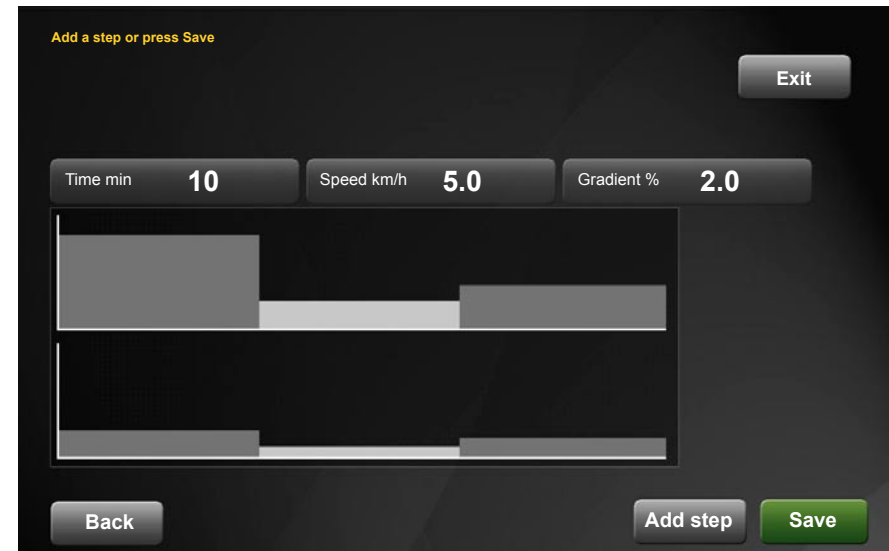 Add a step or press Save
Exit
Time min 10 Speed km/h 5.0 Gradient % 2.0
Back Add step Save